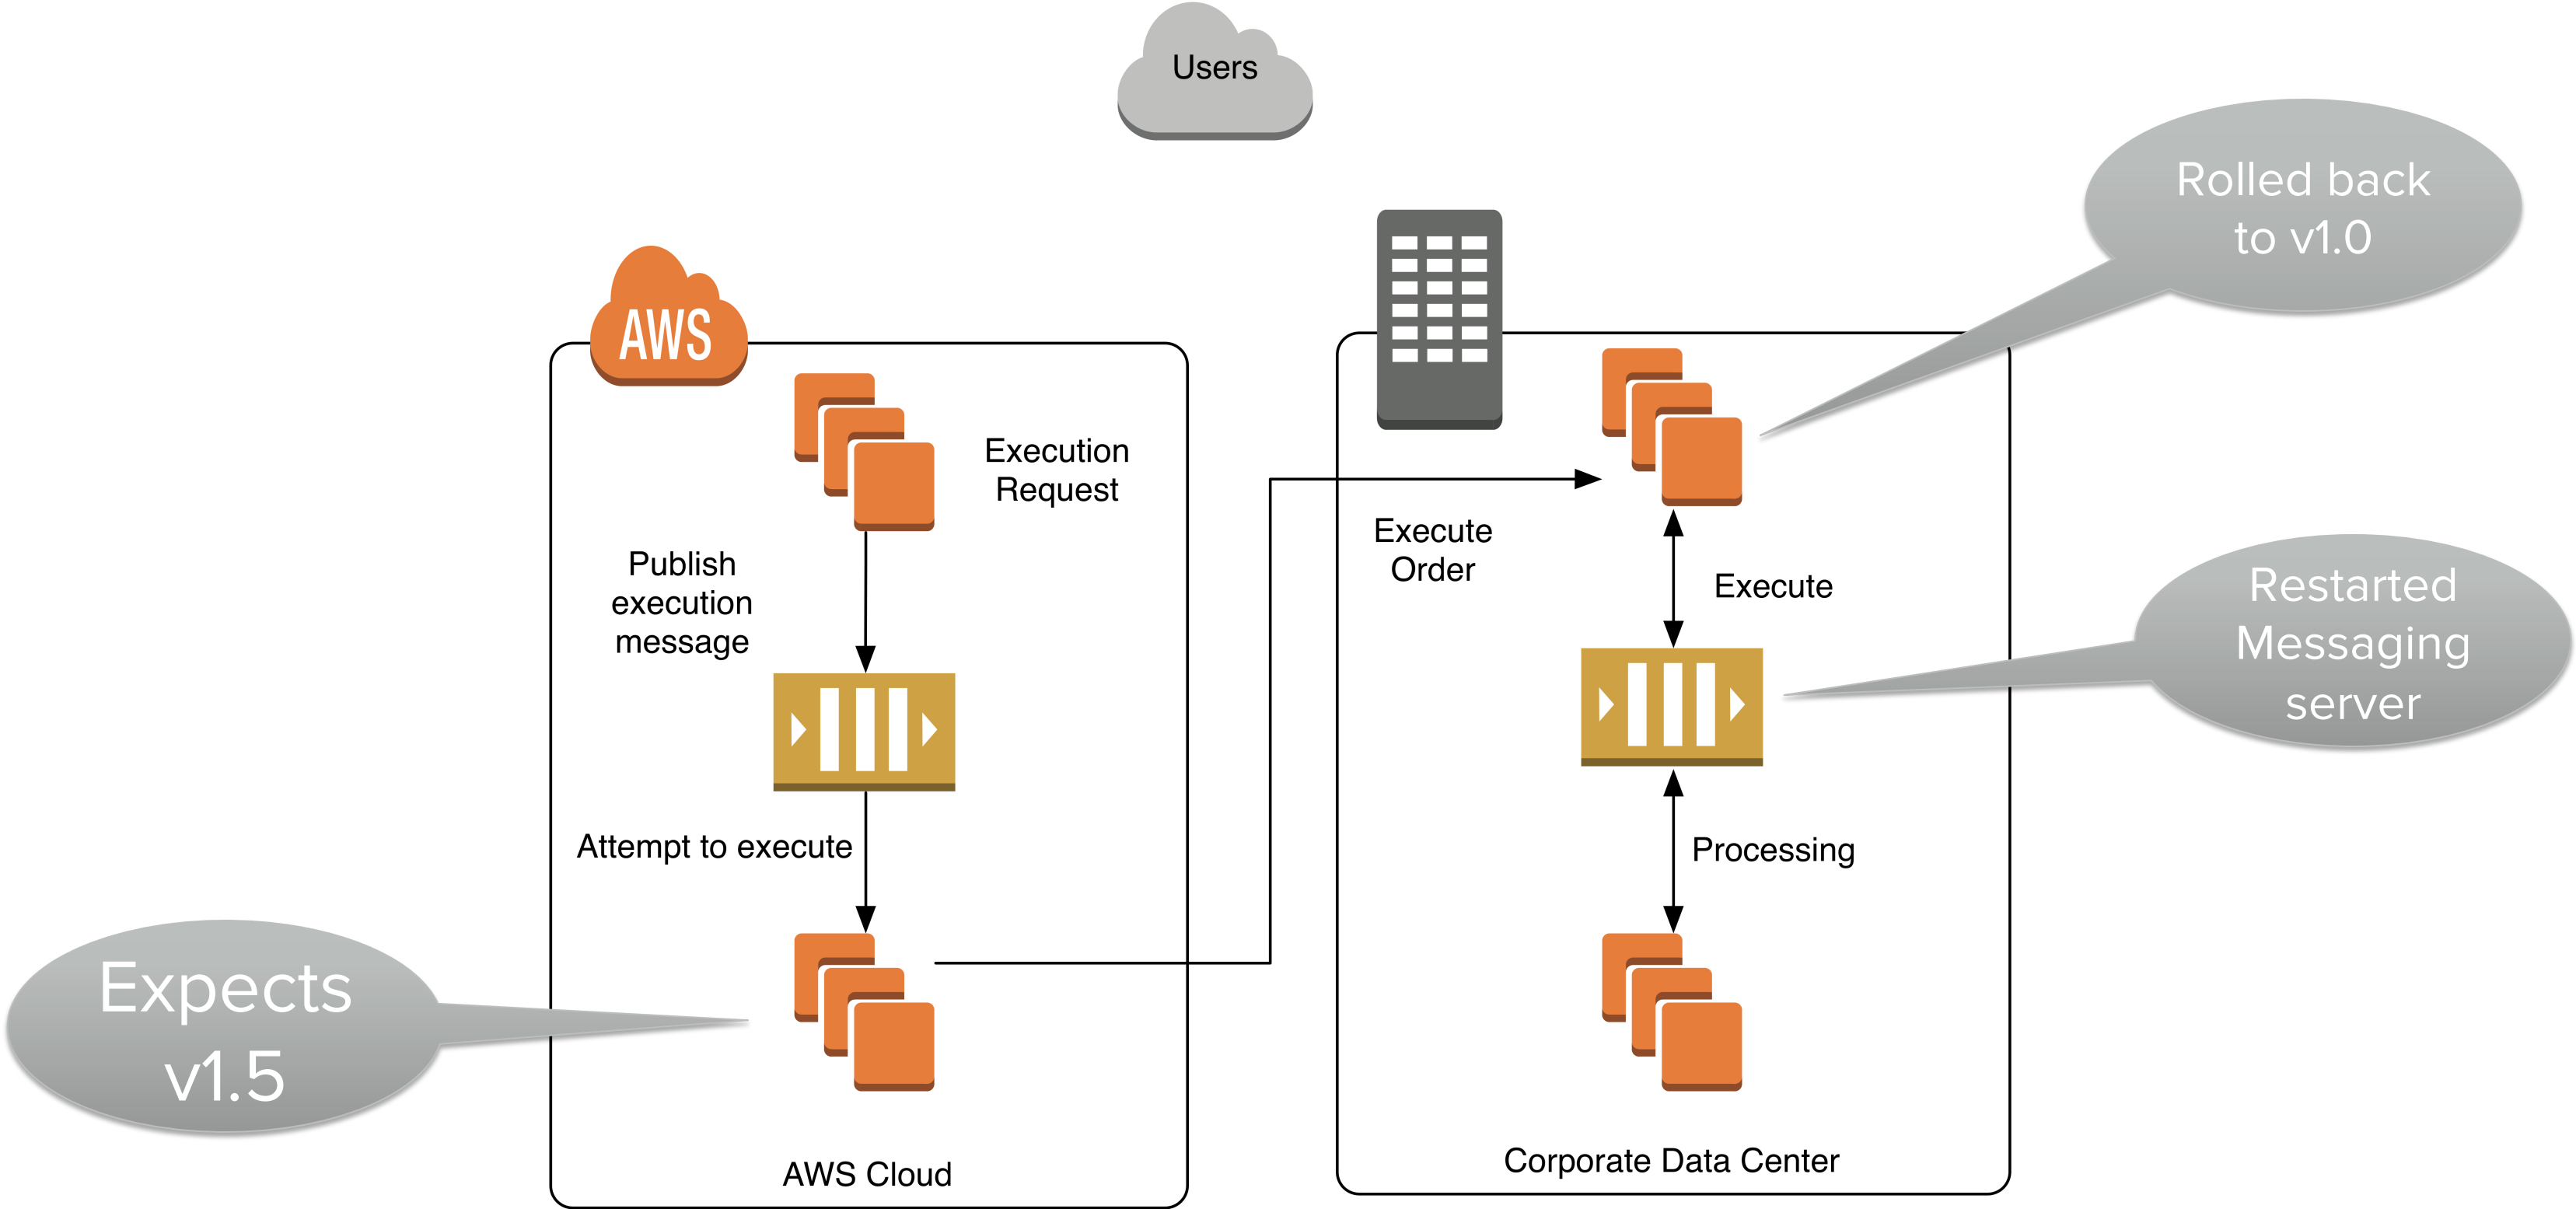 Users
Rolled back
to v1.0
AWS
Execution
Request
Publish
execution
message
Execute
Order
Execute
Restarted
Messaging
server
Attempt to execute
Processing
Expects
v1.5
AWS Cloud
Corporate Data Center